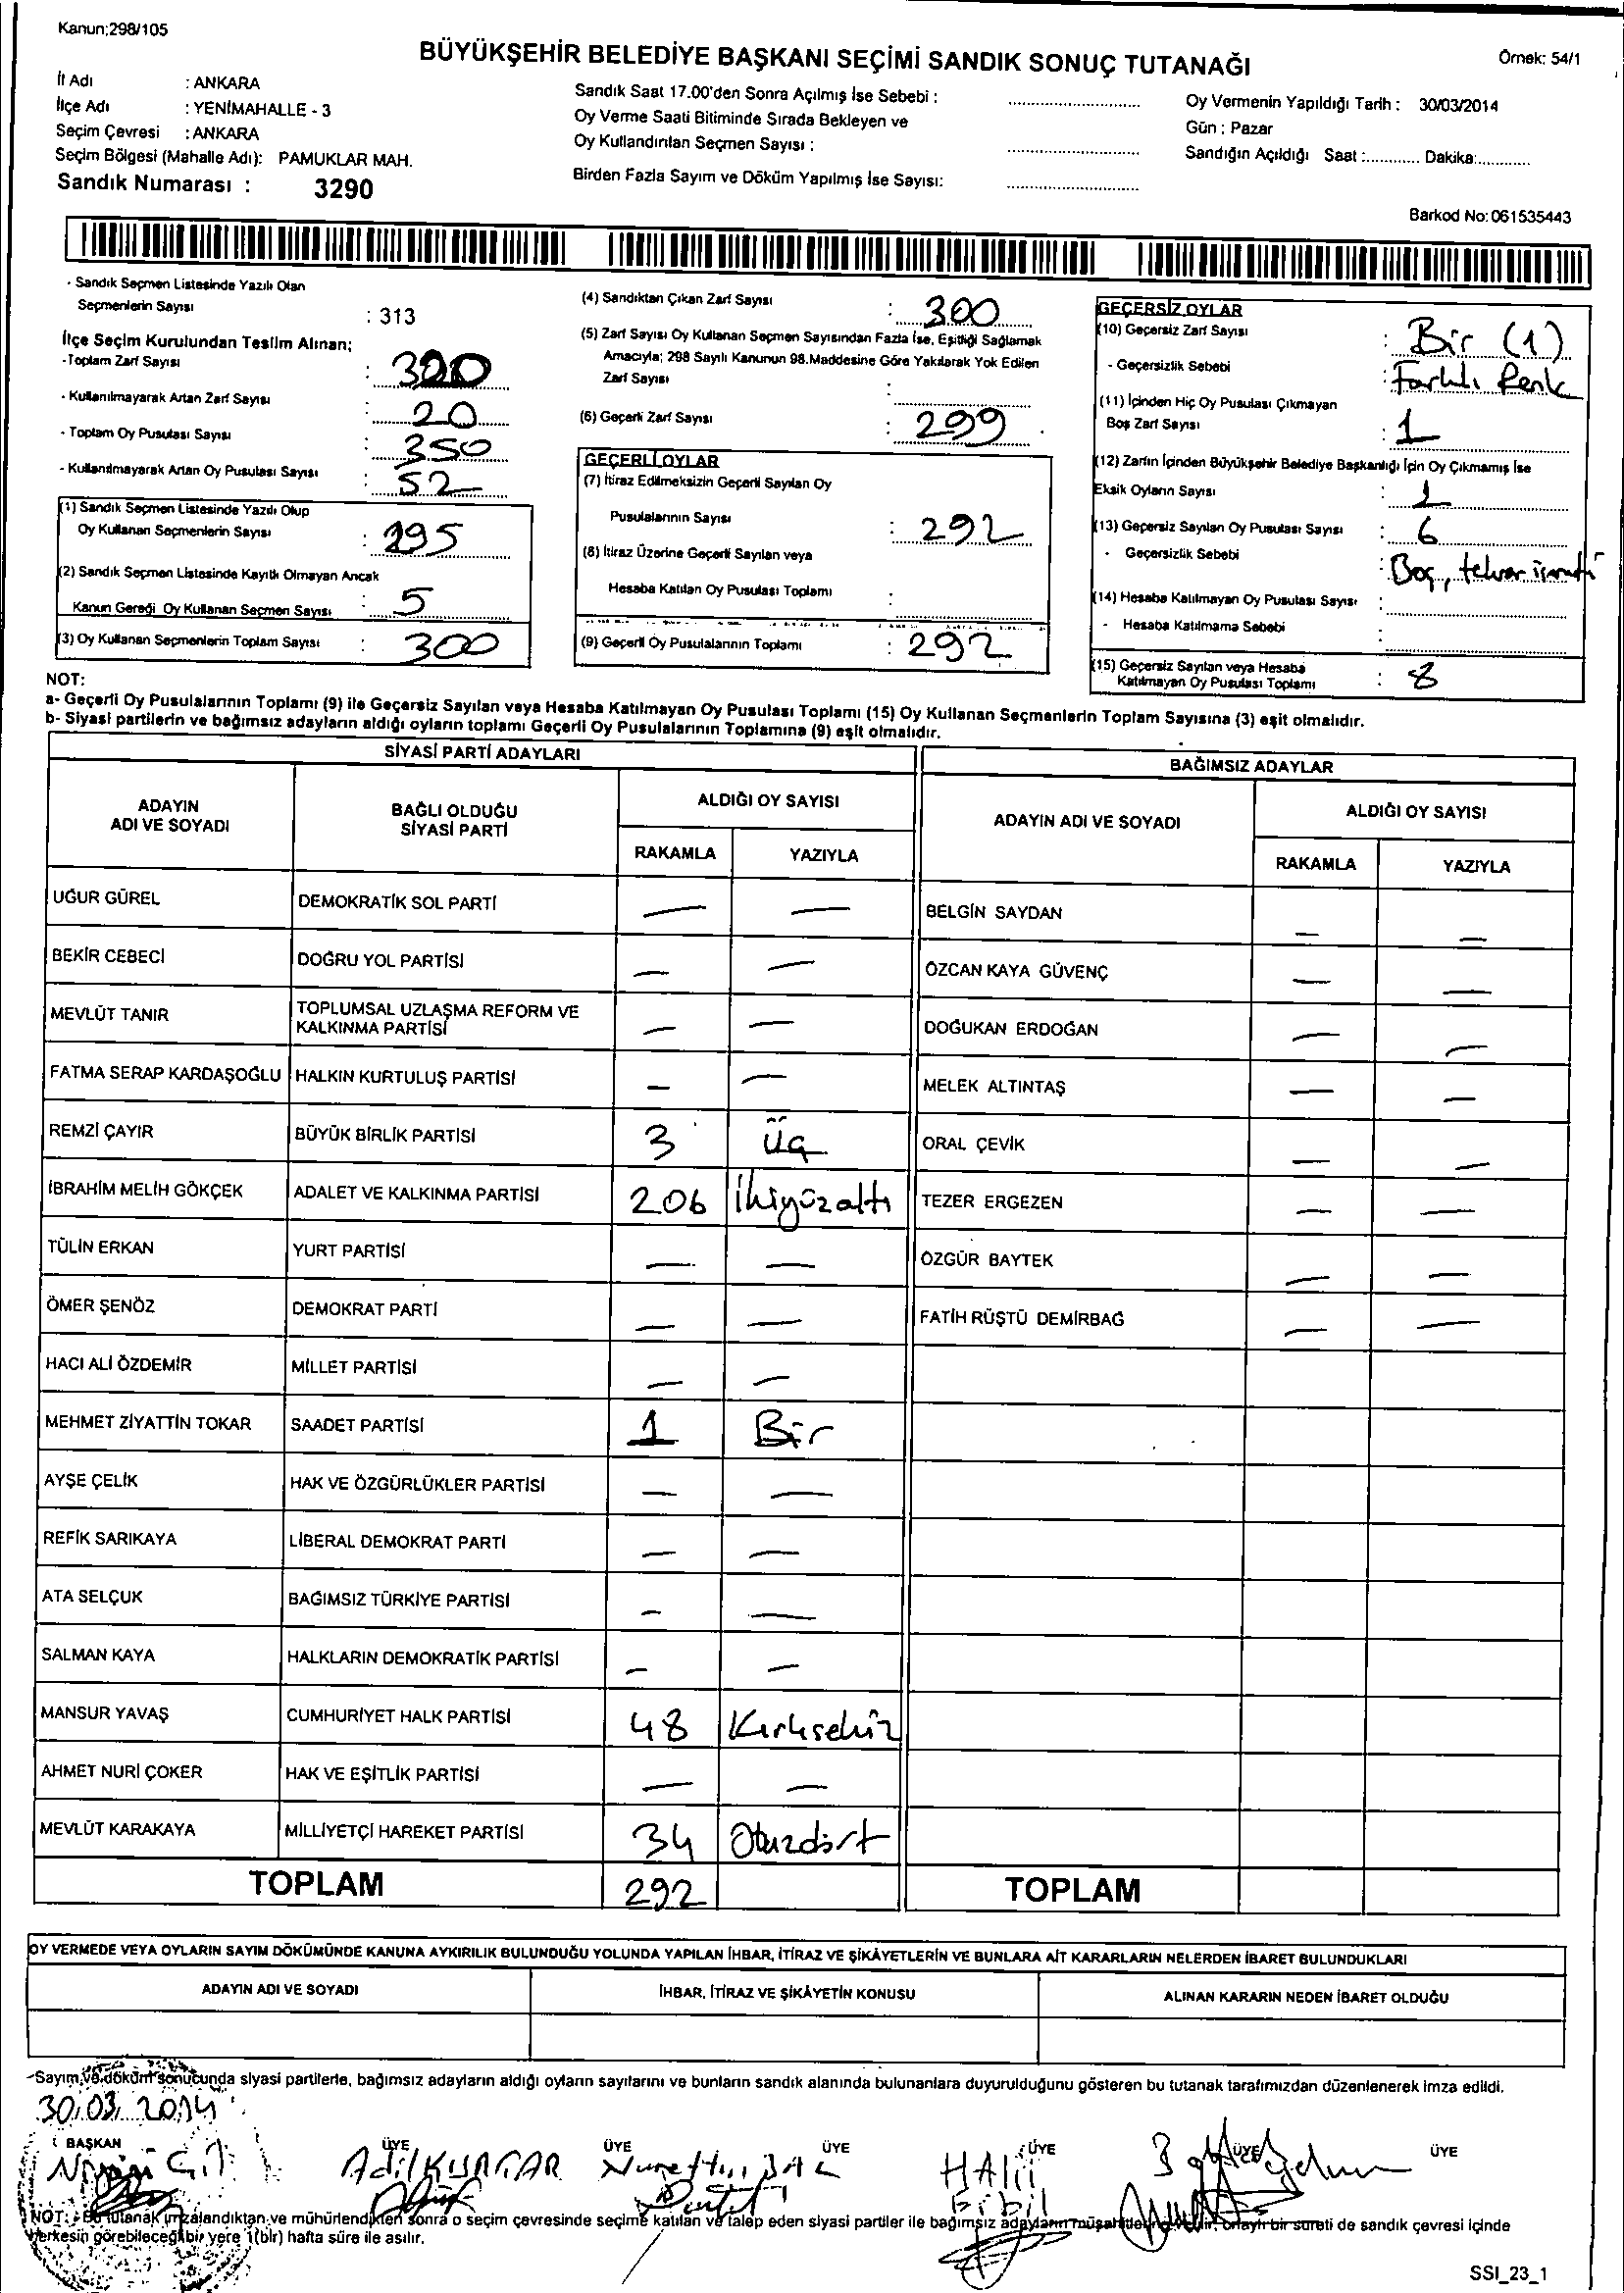 Kanun;298/105
BÜYÜKŞEHİR BELEDİYE BAŞKANI SEÇİMİ SANDIK SONUÇ TUTANAĞI
Örnek: 54/1
İl Adı : ANKARA
İlçe Adı : YENİMAHALLE - 3
Seçim Çevresi : ANKARA
Seçim Bölgesi (Mahalle Adı): PAMUKLAR MAH.
Sandık Numarası : 3290
Sandık Saat 17.00'den Sonra Açılmış İse Sebebi :
Oy Verme Saati Bitiminde Sırada Bekleyen ve
Oy Kullandırılan Seçmen Sayısı :
Birden Fazla Sayım ve Döküm Yapılmış İse Sayısı:
Oy Vermenin Yapıldığı Tarih : 30/03/2014
Gün : Pazar
Sandığın Açıldığı Saat :............ Dakika:............
Barkod No:061535443
- Sandık Seçmen Listesinde Yazılı Olan
Seçmenlerin Sayısı : 313
İlçe Seçim Kurulundan Teslim Alınan;
-Toplam Zarf Sayısı : 320
- Kullanılmayarak Artan Zarf Sayısı : 20
- Toplam Oy Pusulası Sayısı : 350
- Kullanılmayarak Artan Oy Pusulası Sayısı : 52
(1) Sandık Seçmen Listesinde Yazılı Olup
Oy Kullanan Seçmenlerin Sayısı : 295
(2) Sandık Seçmen Listesinde Kayıtlı Olmayan Ancak
Kanun Gereği Oy Kullanan Seçmen Sayısı : 5
(3) Oy Kullanan Seçmenlerin Toplam Sayısı : 300
(4) Sandıktan Çıkan Zarf Sayısı : 300
(5) Zarf Sayısı Oy Kullanan Seçmen Sayısından Fazla İse, Eşitliği Sağlamak
Amacıyla; 298 Sayılı Kanunun 98.Maddesine Göre Yakılarak Yok Edilen
Zarf Sayısı :
(6) Geçerli Zarf Sayısı : 299
GEÇERLİ OYLAR
(7) İtiraz Edilmeksizin Geçerli Sayılan Oy
Pusulalarının Sayısı : 292
(8) İtiraz Üzerine Geçerli Sayılan veya
Hesaba Katılan Oy Pusulası Toplamı :
(9) Geçerli Oy Pusulalarının Toplamı : 292
GEÇERSİZ OYLAR
(10) Geçersiz Zarf Sayısı : Bir (1)
- Geçersizlik Sebebi : Farklı Renk
(11) İçinden Hiç Oy Pusulası Çıkmayan
Boş Zarf Sayısı : 1
(12) Zarfın İçinden Büyükşehir Belediye Başkanlığı İçin Oy Çıkmamış İse
Eksik Oyların Sayısı : 1
(13) Geçersiz Sayılan Oy Pusulası Sayısı : 6
- Geçersizlik Sebebi : Boş,
(14) Hesaba Katılmayan Oy Pusulası Sayısı :
- Hesaba Katılmama Sebebi :
(15) Geçersiz Sayılan veya Hesaba
Katılmayan Oy Pusulası Toplamı : 8
NOT:
a- Geçerli Oy Pusulalarının Toplamı (9) ile Geçersiz Sayılan veya Hesaba Katılmayan Oy Pusulası Toplamı (15) Oy Kullanan Seçmenlerin Toplam Sayısına (3) eşit olmalıdır.
b- Siyasi partilerin ve bağımsız adayların aldığı oyların toplamı Geçerli Oy Pusulalarının Toplamına (9) eşit olmalıdır.
SİYASİ PARTİ ADAYLARI
ADAYIN ADI VE SOYADI
BAĞLI OLDUĞU SİYASİ PARTİ
ALDIĞI OY SAYISI
RAKAMLA YAZIYLA
UĞUR GÜREL DEMOKRATİK SOL PARTİ — —
BEKİR CEBECİ DOĞRU YOL PARTİSİ — —
MEVLÜT TANIR TOPLUMSAL UZLAŞMA REFORM VE KALKINMA PARTİSİ — —
FATMA SERAP KARDAŞOĞLU HALKIN KURTULUŞ PARTİSİ — —
REMZİ ÇAYIR BÜYÜK BİRLİK PARTİSİ 3 Üç
İBRAHİM MELİH GÖKÇEK ADALET VE KALKINMA PARTİSİ 206 İkiyüzaltı
TÜLİN ERKAN YURT PARTİSİ — —
ÖMER ŞENÖZ DEMOKRAT PARTİ — —
HACI ALİ ÖZDEMİR MİLLET PARTİSİ — —
MEHMET ZİYATTİN TOKAR SAADET PARTİSİ 1 Bir
AYŞE ÇELİK HAK VE ÖZGÜRLÜKLER PARTİSİ — —
REFİK SARIKAYA LİBERAL DEMOKRAT PARTİ — —
ATA SELÇUK BAĞIMSIZ TÜRKİYE PARTİSİ — —
SALMAN KAYA HALKLARIN DEMOKRATİK PARTİSİ — —
MANSUR YAVAŞ CUMHURİYET HALK PARTİSİ 48 Kırksekiz
AHMET NURİ ÇOKER HAK VE EŞİTLİK PARTİSİ — —
MEVLÜT KARAKAYA MİLLİYETÇİ HAREKET PARTİSİ 34 Otuzdört
TOPLAM 292
BAĞIMSIZ ADAYLAR
ADAYIN ADI VE SOYADI
ALDIĞI OY SAYISI
RAKAMLA YAZIYLA
BELGİN SAYDAN — —
ÖZCAN KAYA GÜVENÇ — —
DOĞUKAN ERDOĞAN — —
MELEK ALTINTAŞ — —
ORAL ÇEVİK — —
TEZER ERGEZEN — —
ÖZGÜR BAYTEK — —
FATİH RÜŞTÜ DEMİRBAĞ — —
TOPLAM
OY VERMEDE VEYA OYLARIN SAYIM DÖKÜMÜNDE KANUNA AYKIRILIK BULUNDUĞU YOLUNDA YAPILAN İHBAR, İTİRAZ VE ŞİKÂYETLERİN VE BUNLARA AİT KARARLARIN NELERDEN İBARET BULUNDUKLARI
ADAYIN ADI VE SOYADI
İHBAR, İTİRAZ VE ŞİKÂYETİN KONUSU
ALINAN KARARIN NEDEN İBARET OLDUĞU
-Sayım ve döküm sonucunda siyasi partilerle, bağımsız adayların aldığı oyların sayılarını ve bunların sandık alanında bulunanlara duyurulduğunu gösteren bu tutanak tarafımızdan düzenlenerek imza edildi.
30.03.2014
BAŞKAN ÜYE ÜYE ÜYE ÜYE ÜYE ÜYE
Adil Nurettin HALİL
NOT: Bu tutanak imzalandıktan ve mühürlendikten sonra o seçim çevresinde seçime katılan ve talep eden siyasi partiler ile bağımsız adayların bir sureti de sandık çevresi içinde
herkesin görebileceği bir yere 1(bir) hafta süre ile asılır.
SSI_23_1